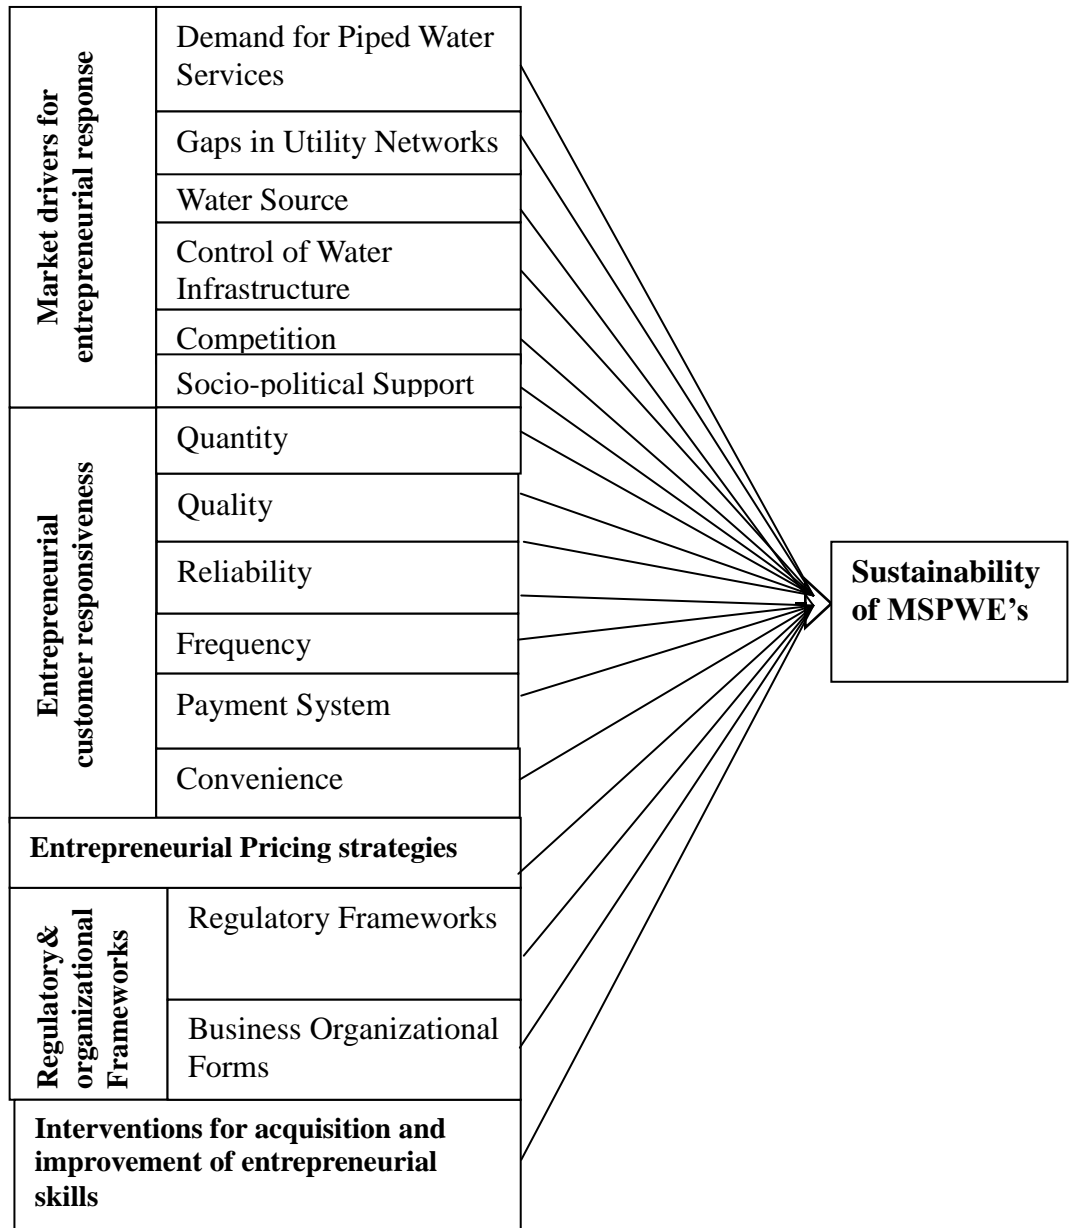 Market drivers for
entrepreneurial response
Demand for Piped Water
Services
Gaps in Utility Networks
Water Source
Control of Water
Infrastructure
Competition
Socio-political Support
Entrepreneurial
customer responsiveness
Quantity
Quality
Reliability
Frequency
Payment System
Convenience
Entrepreneurial Pricing strategies
Regulatory&
organizational
Frameworks
Regulatory Frameworks
Business Organizational
Forms
Interventions for acquisition and
improvement of entrepreneurial
skills
Sustainability
of MSPWE’s